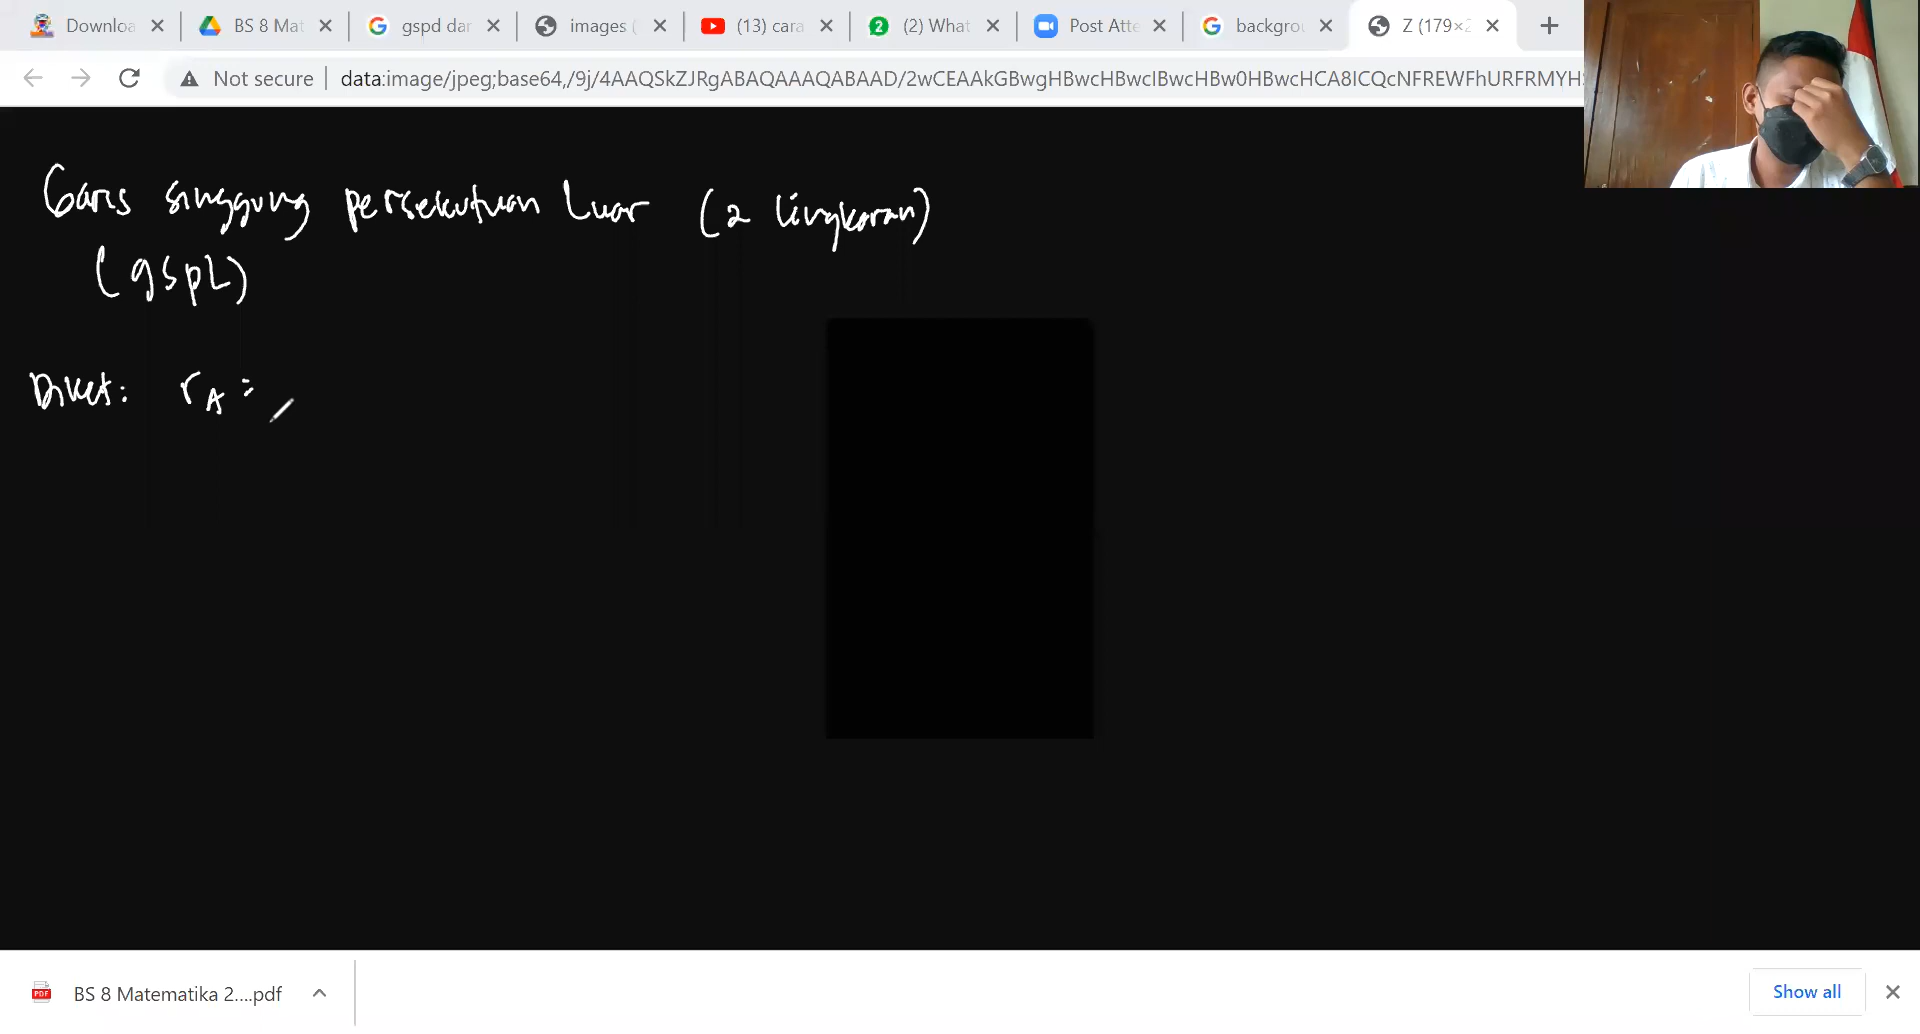 Downloa
BS 8 Mat
gspd dar
images (
(13) cara
2
(2) What
Post Atte
backgrou
Z (179×2
Not secure
data:image/jpeg;base64,/9j/4AAQSkZJRgABAQAAAQABAAD/2wCEAAkGBwgHBwcHBwcIBwcHBw0HBwcHCA8ICQcNFREWFhURFRMYH
Garis singgung persekutuan Luar (2 lingkaran)
(gspL)
Diket: rA =
PDF
BS 8 Matematika 2....pdf
Show all